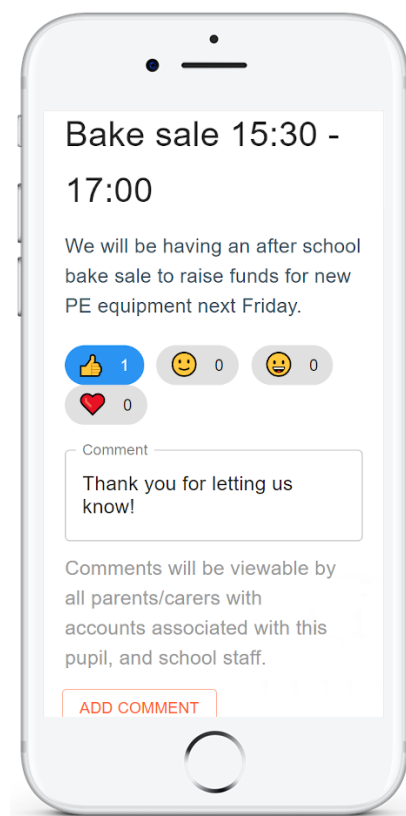 Bake sale 15:30 -
17:00
We will be having an after school
bake sale to raise funds for new
PE equipment next Friday.
1
0
0
0
Comment
Thank you for letting us
know!
Comments will be viewable by
all parents/carers with
accounts associated with this
pupil, and school staff.
ADD COMMENT